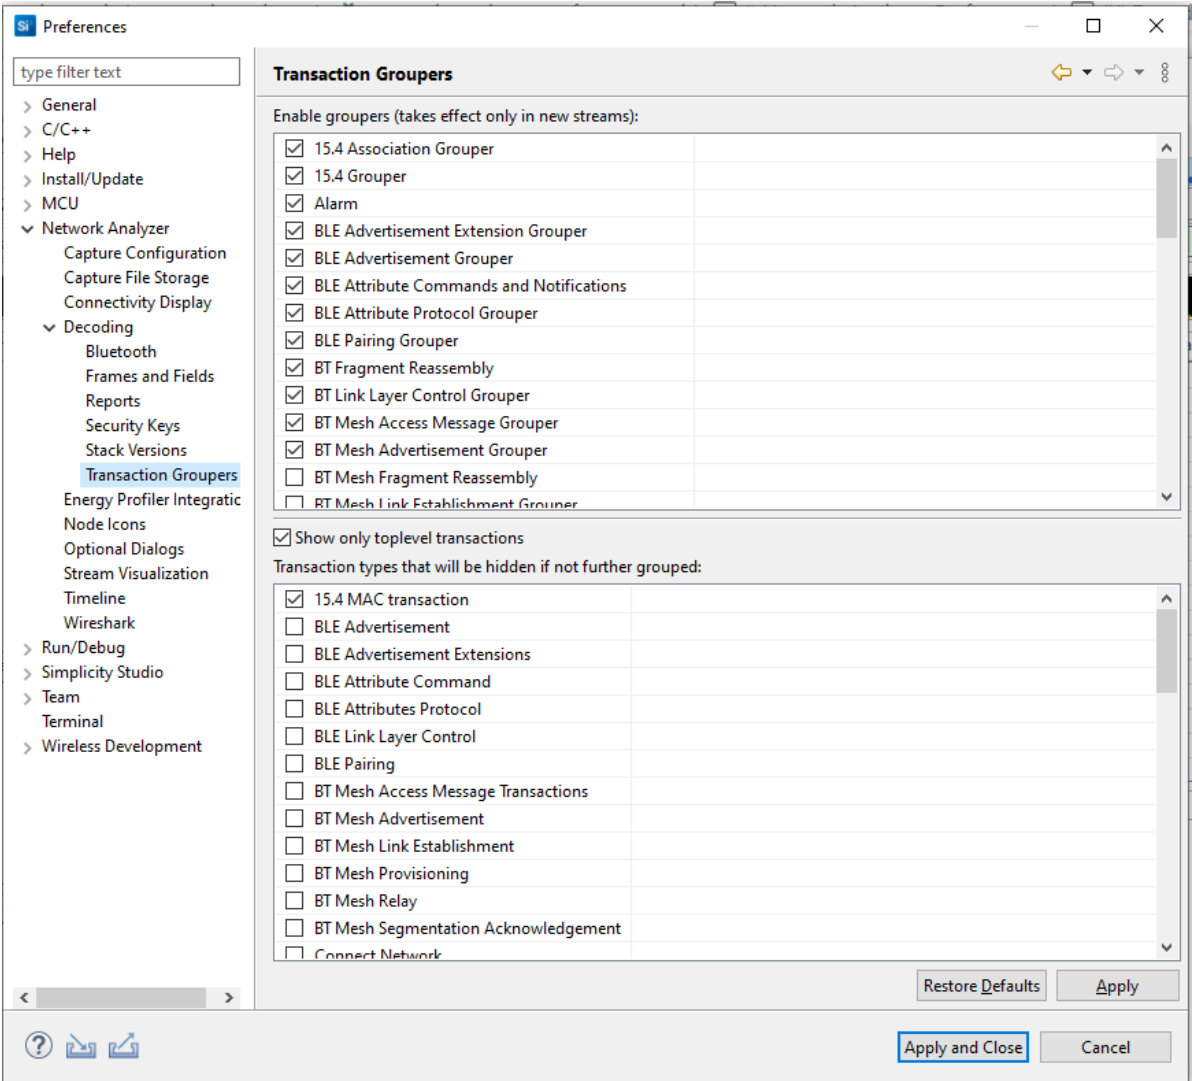 Si Preferences
type filter text
General
C/C++
Help
Install/Update
MCU
Network Analyzer
Capture Configuration
Capture File Storage
Connectivity Display
Decoding
Bluetooth
Frames and Fields
Reports
Security Keys
Stack Versions
Transaction Groupers
Energy Profiler Integratic
Node Icons
Optional Dialogs
Stream Visualization
Timeline
Wireshark
Run/Debug
Simplicity Studio
Team
Terminal
Wireless Development
Transaction Groupers
Enable groupers (takes effect only in new streams):
15.4 Association Grouper
15.4 Grouper
Alarm
BLE Advertisement Extension Grouper
BLE Advertisement Grouper
BLE Attribute Commands and Notifications
BLE Attribute Protocol Grouper
BLE Pairing Grouper
BT Fragment Reassembly
BT Link Layer Control Grouper
BT Mesh Access Message Grouper
BT Mesh Advertisement Grouper
BT Mesh Fragment Reassembly
BT Mesh Link Establishment Grouper
Show only toplevel transactions
Transaction types that will be hidden if not further grouped:
15.4 MAC transaction
BLE Advertisement
BLE Advertisement Extensions
BLE Attribute Command
BLE Attributes Protocol
BLE Link Layer Control
BLE Pairing
BT Mesh Access Message Transactions
BT Mesh Advertisement
BT Mesh Link Establishment
BT Mesh Provisioning
BT Mesh Relay
BT Mesh Segmentation Acknowledgement
Connect Network
Restore Defaults
Apply
Apply and Close
Cancel